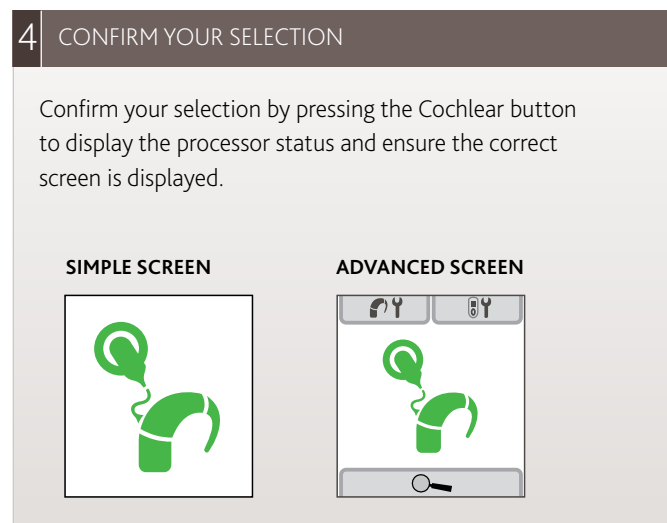 4 CONFIRM YOUR SELECTION
Confirm your selection by pressing the Cochlear button
to display the processor status and ensure the correct
screen is displayed.
SIMPLE SCREEN
ADVANCED SCREEN